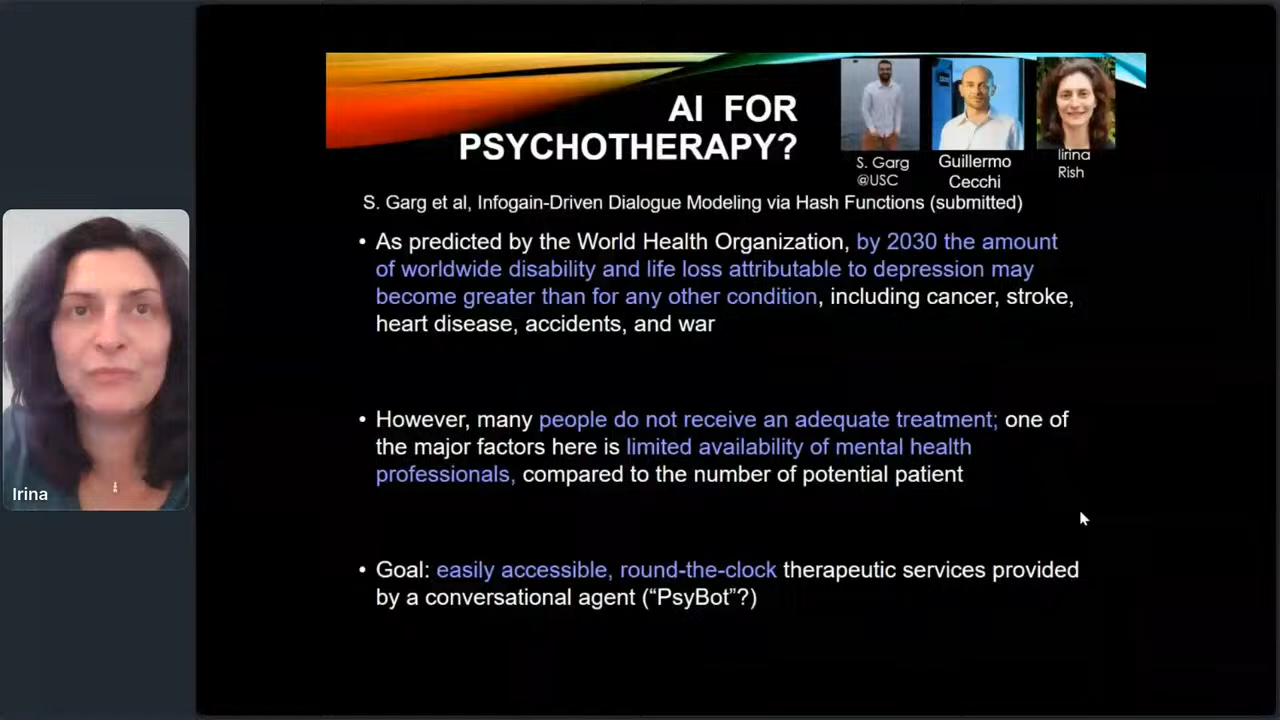 AI FOR
PSYCHOTHERAPY?
S. Garg
@USC
Guillermo
Cecchi
Iirina
Rish
S. Garg et al, Infogain-Driven Dialogue Modeling via Hash Functions (submitted)
• As predicted by the World Health Organization, by 2030 the amount
of worldwide disability and life loss attributable to depression may
become greater than for any other condition, including cancer, stroke,
heart disease, accidents, and war
• However, many people do not receive an adequate treatment; one of
the major factors here is limited availability of mental health
professionals, compared to the number of potential patient
• Goal: easily accessible, round-the-clock therapeutic services provided
by a conversational agent (“PsyBot”?)
Irina